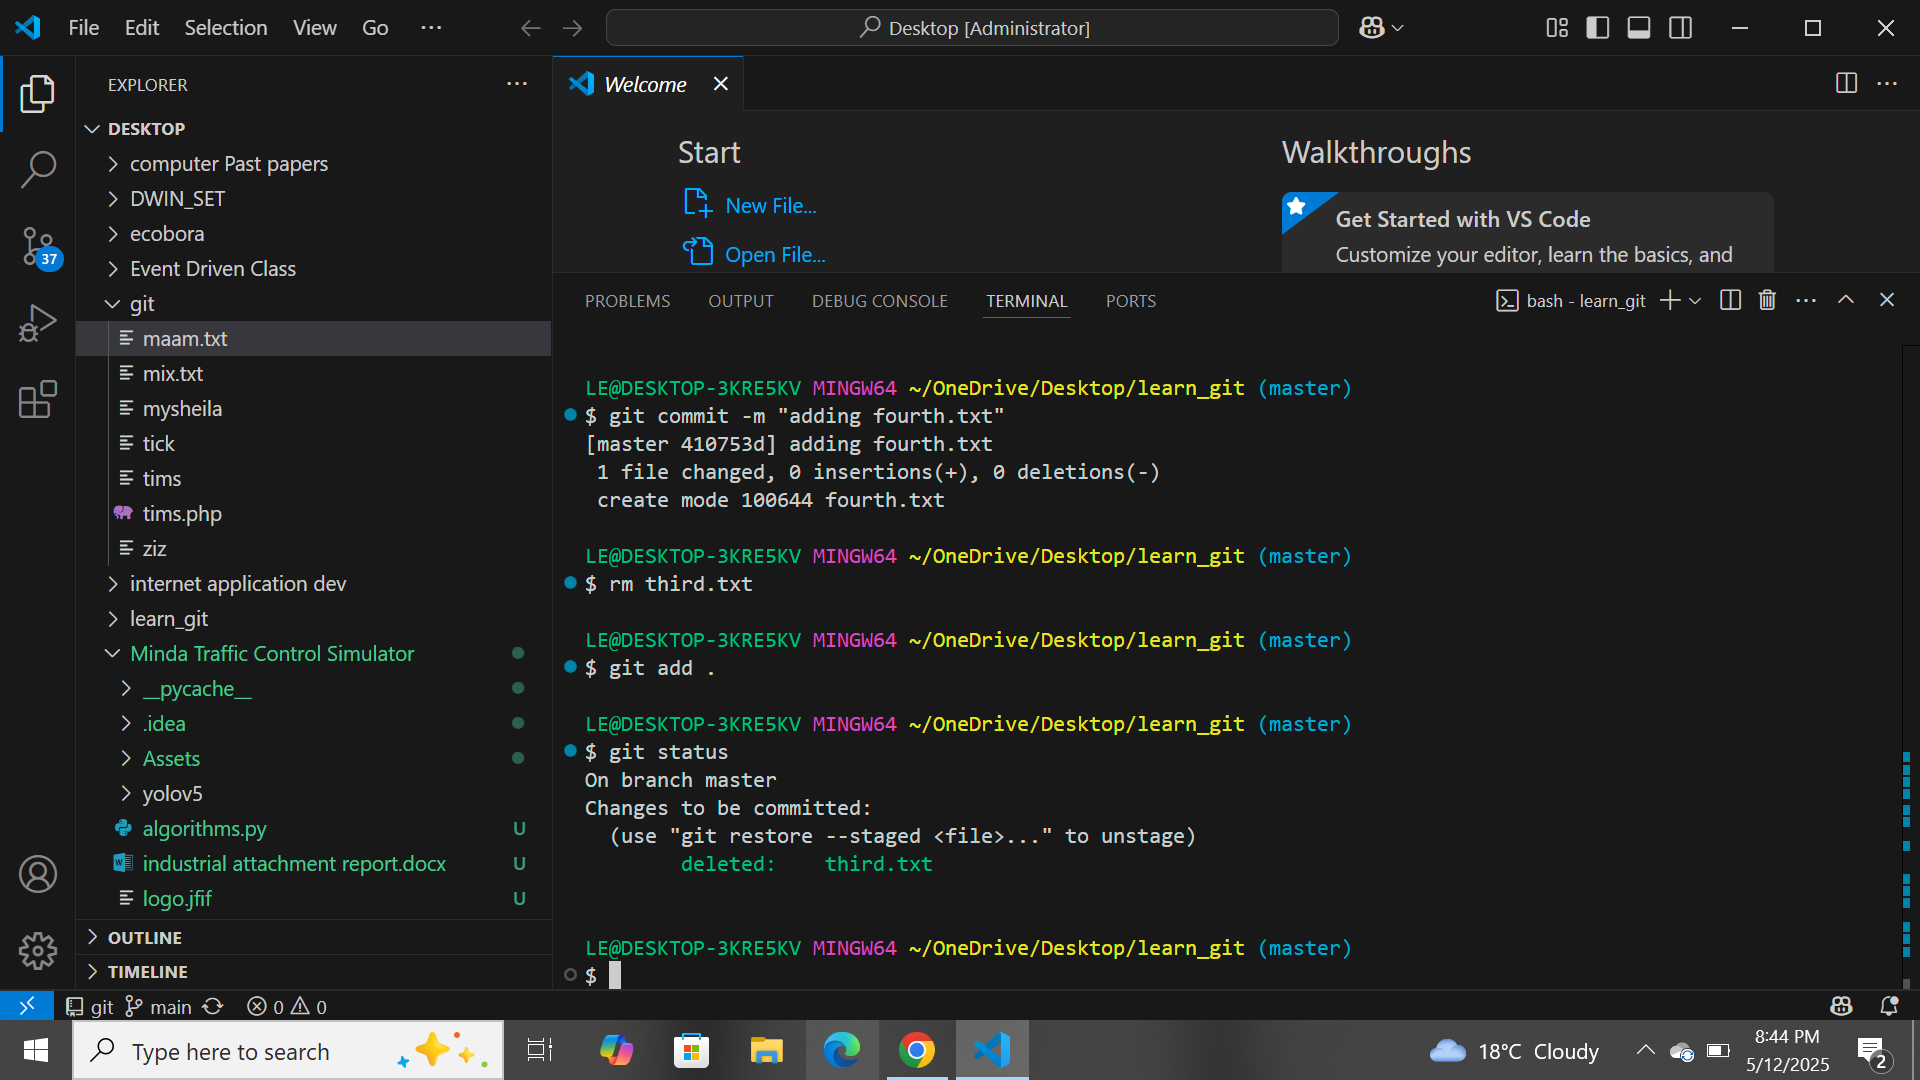 File Edit Selection View Go ··· Desktop [Administrator]
EXPLORER
DESKTOP
computer Past papers
DWIN_SET
ecobora
37
Event Driven Class
git
maam.txt
mix.txt
mysheila
tick
tims
tims.php
ziz
internet application dev
learn_git
Minda Traffic Control Simulator
__pycache__
.idea
Assets
yolov5
algorithms.py U
industrial attachment report.docx U
logo.jfif U
OUTLINE
TIMELINE
Welcome
Start
New File...
Open File...
Walkthroughs
Get Started with VS Code
Customize your editor, learn the basics, and
PROBLEMS OUTPUT DEBUG CONSOLE TERMINAL PORTS bash - learn_git
LE@DESKTOP-3KRE5KV MINGW64 ~/OneDrive/Desktop/learn_git (master)
$ git commit -m "adding fourth.txt"
[master 410753d] adding fourth.txt
1 file changed, 0 insertions(+), 0 deletions(-)
create mode 100644 fourth.txt
LE@DESKTOP-3KRE5KV MINGW64 ~/OneDrive/Desktop/learn_git (master)
$ rm third.txt
LE@DESKTOP-3KRE5KV MINGW64 ~/OneDrive/Desktop/learn_git (master)
$ git add .
LE@DESKTOP-3KRE5KV MINGW64 ~/OneDrive/Desktop/learn_git (master)
$ git status
On branch master
Changes to be committed:
(use "git restore --staged <file>..." to unstage)
deleted: third.txt
LE@DESKTOP-3KRE5KV MINGW64 ~/OneDrive/Desktop/learn_git (master)
$
git main 0 0
Type here to search
18°C Cloudy
8:44 PM
5/12/2025
2